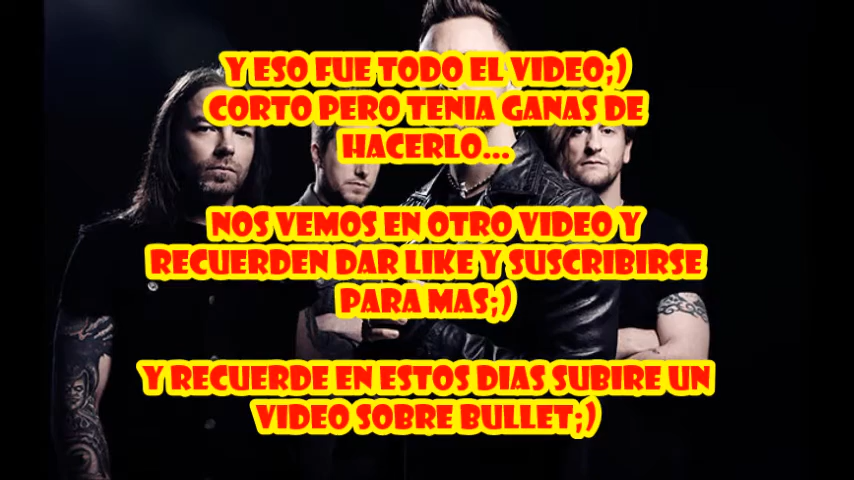 Y ESO FUE TODO EL VIDEO;)
CORTO PERO TENIA GANAS DE
HACERLO...
NOS VEMOS EN OTRO VIDEO Y
RECUERDEN DAR LIKE Y SUSCRIBIRSE
PARA MAS;)
Y RECUERDE EN ESTOS DIAS SUBIRE UN
VIDEO SOBRE BULLET;)